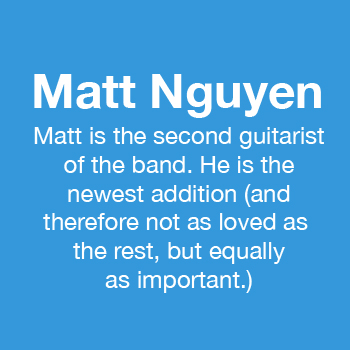 Matt Nguyen
Matt is the second guitarist
of the band. He is the
newest addition (and
therefore not as loved as
the rest, but equally
as important.)